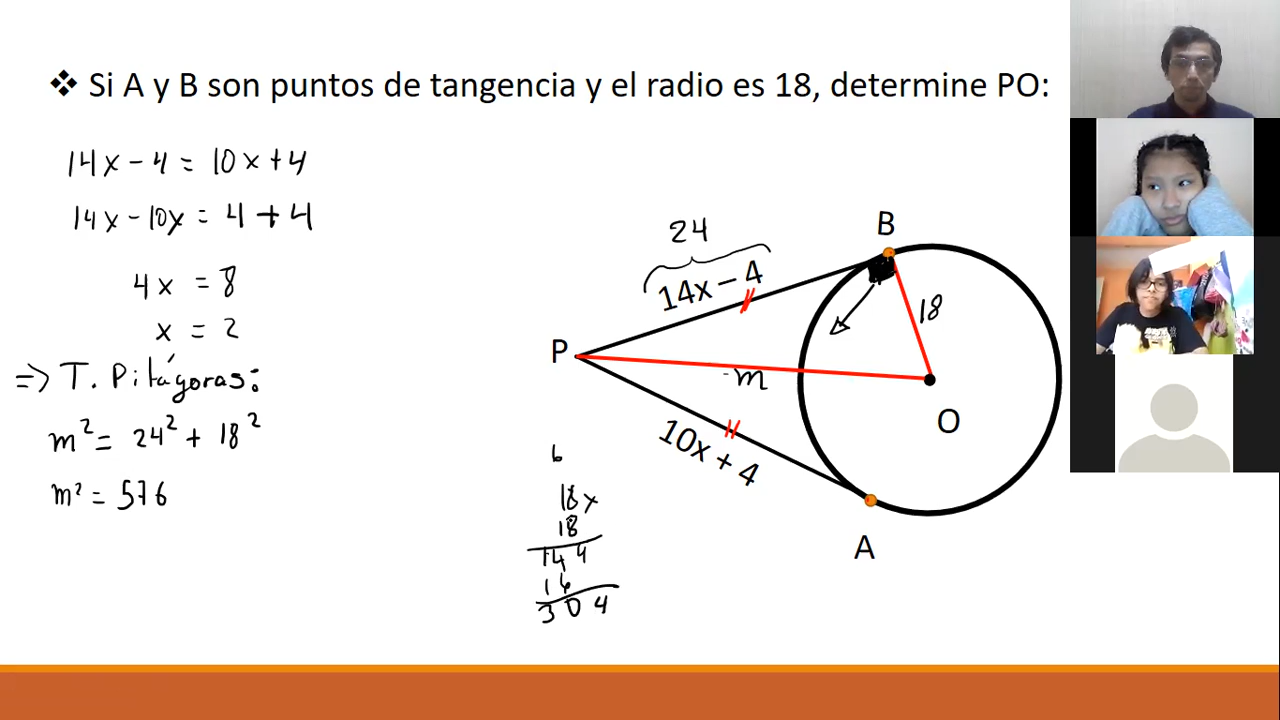 ❖ Si A y B son puntos de tangencia y el radio es 18, determine PO:
14x - 4 = 10x + 4
14x - 10x = 4 + 4
4x = 8
x = 2
=> T. Pitágoras:
m² = 24² + 18²
m² = 576
6
18x
18
144
16
304
24
14x – 4
B
18
P
m
O
10x + 4
A